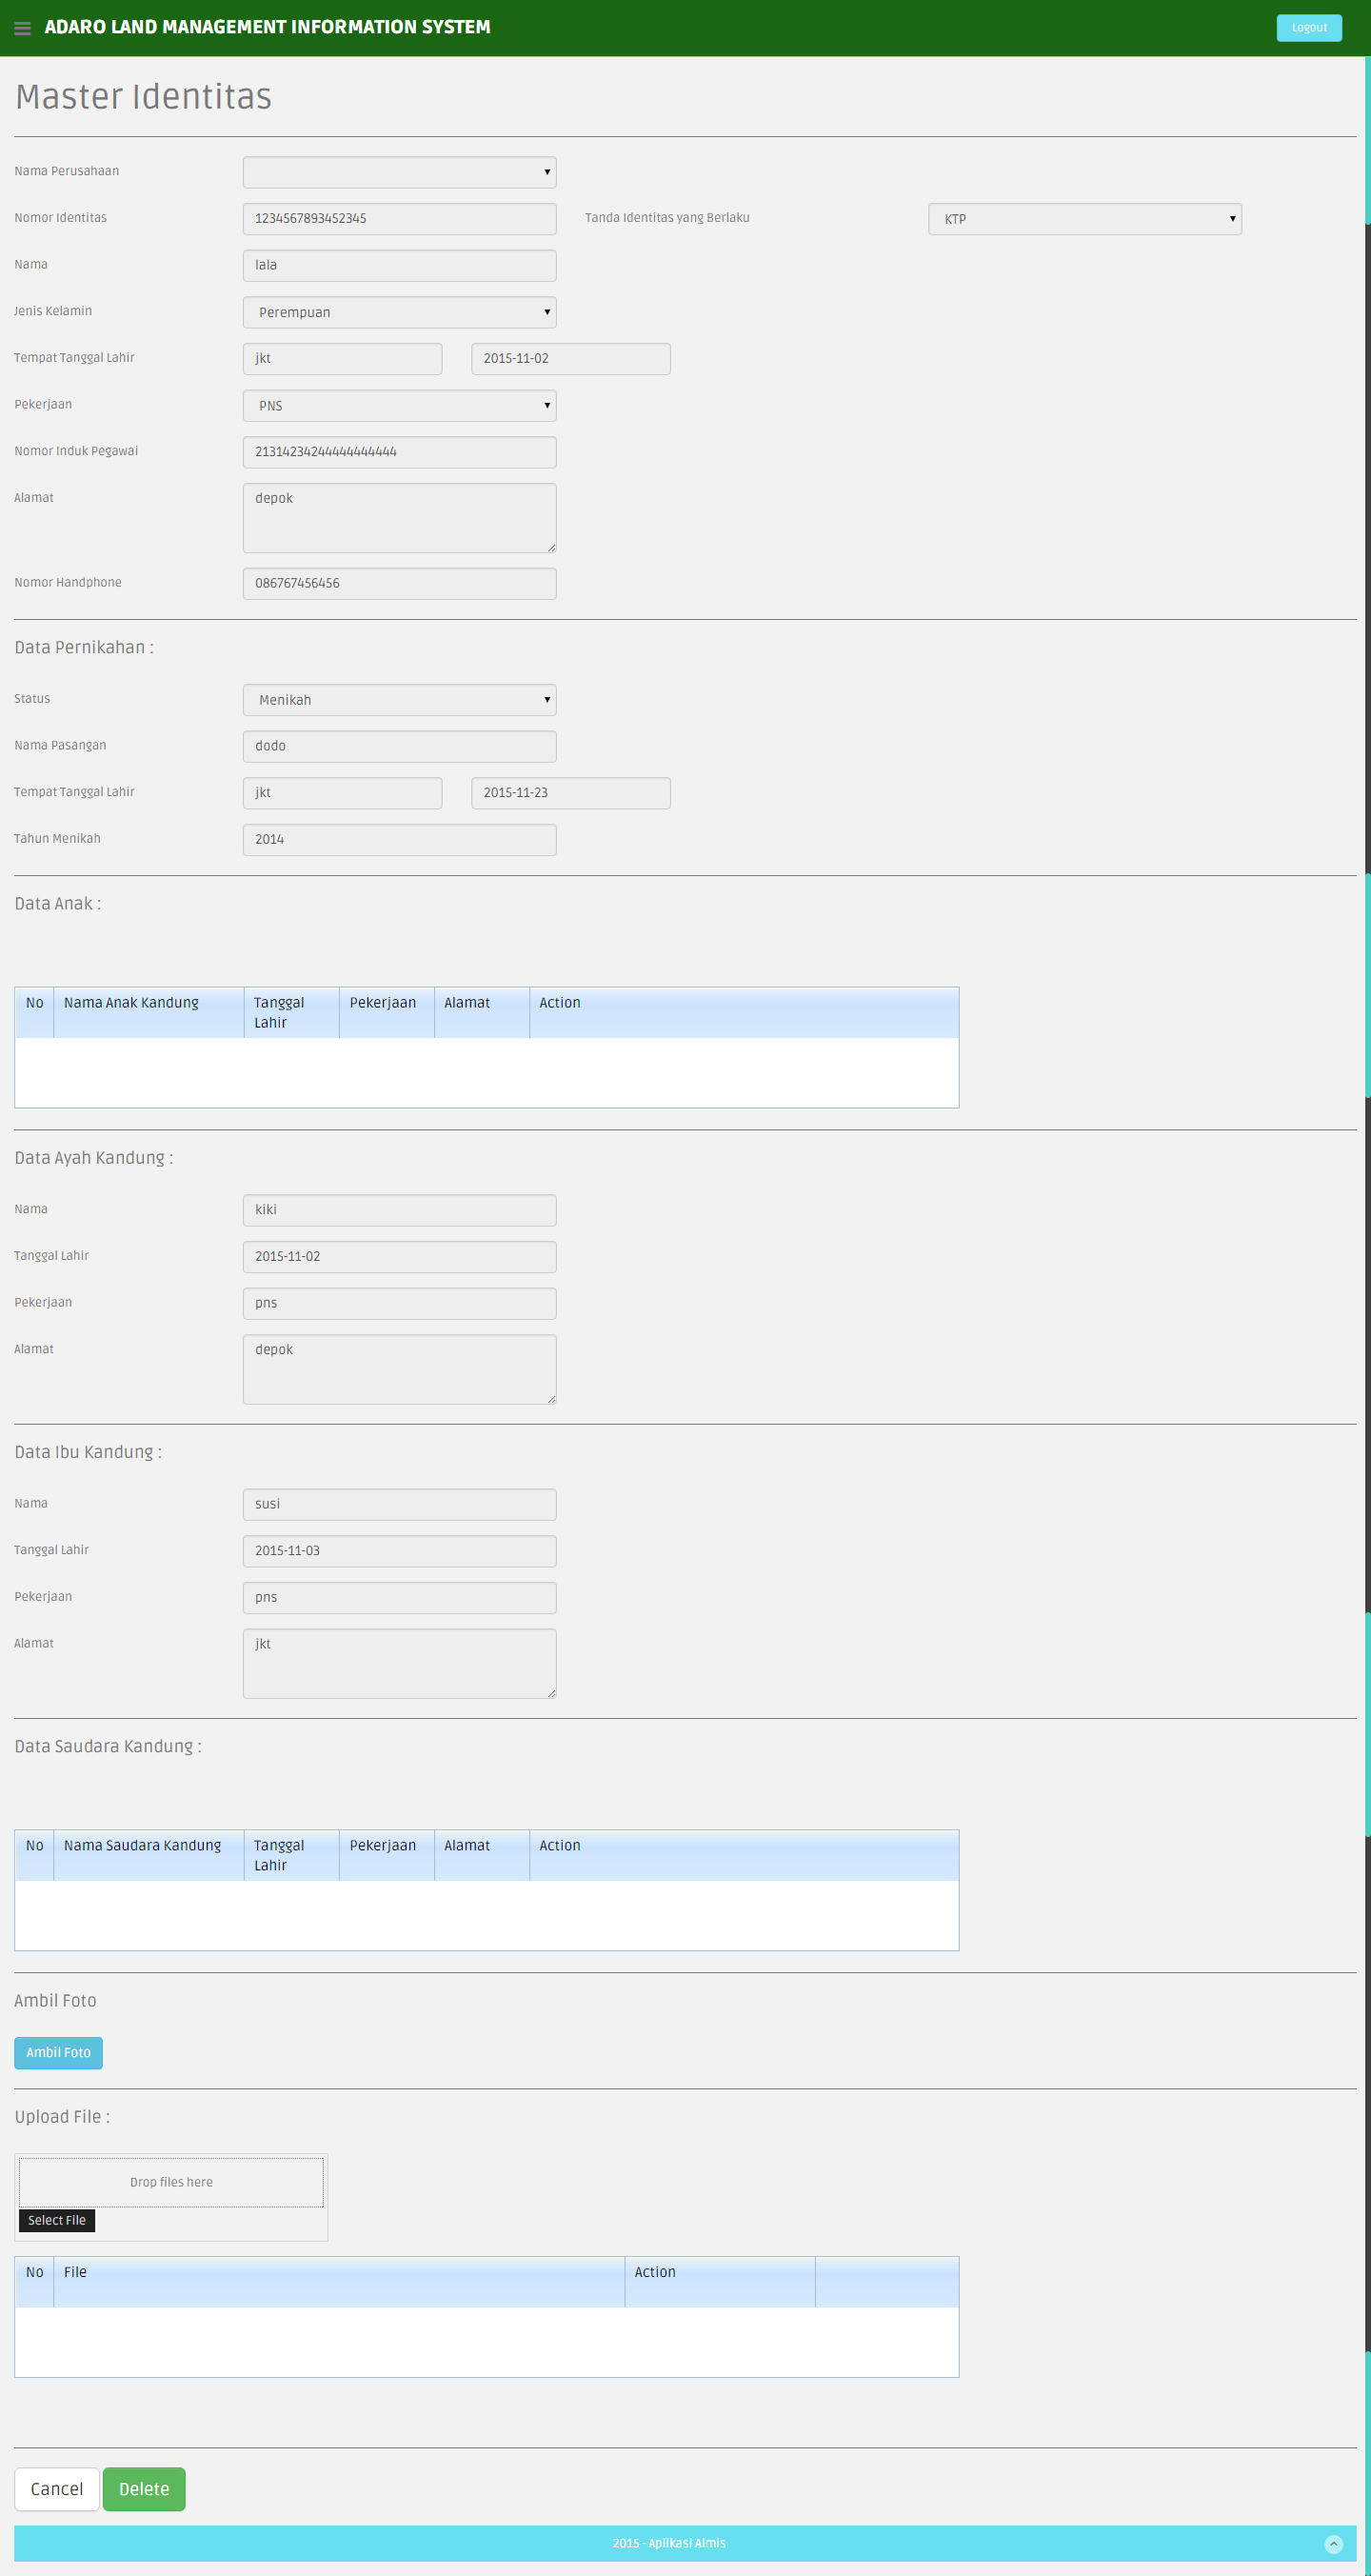 ADARO LAND MANAGEMENT INFORMATION SYSTEM Logout
Master Identitas
Nama Perusahaan
Nomor Identitas 1234567893452345 Tanda Identitas yang Berlaku KTP
Nama lala
Jenis Kelamin Perempuan
Tempat Tanggal Lahir jkt 2015-11-02
Pekerjaan PNS
Nomor Induk Pegawai 21314234244444444444
Alamat depok
Nomor Handphone 086767456456
Data Pernikahan :
Status Menikah
Nama Pasangan dodo
Tempat Tanggal Lahir jkt 2015-11-23
Tahun Menikah 2014
Data Anak :
No Nama Anak Kandung Tanggal Lahir Pekerjaan Alamat Action
Data Ayah Kandung :
Nama kiki
Tanggal Lahir 2015-11-02
Pekerjaan pns
Alamat depok
Data Ibu Kandung :
Nama susi
Tanggal Lahir 2015-11-03
Pekerjaan pns
Alamat jkt
Data Saudara Kandung :
No Nama Saudara Kandung Tanggal Lahir Pekerjaan Alamat Action
Ambil Foto
Ambil Foto
Upload File :
Drop files here
Select File
No File Action
Cancel Delete
2015 - Aplikasi Almis